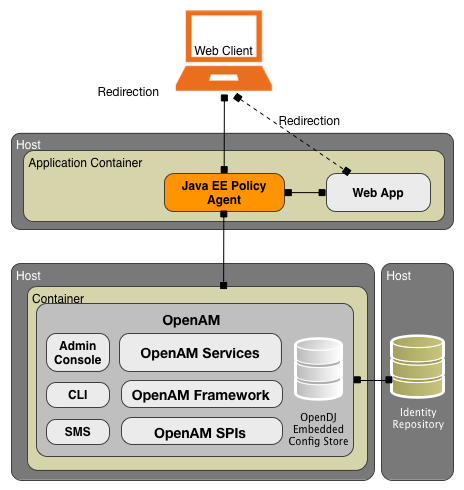 Web Client
Redirection
Redirection
Host
Application Container
Java EE Policy
Agent
Web App
Host
Container
OpenAM
Admin
Console
OpenAM Services
CLI
OpenAM Framework
SMS
OpenAM SPIs
OpenDJ
Embedded
Config Store
Host
Identity
Repository